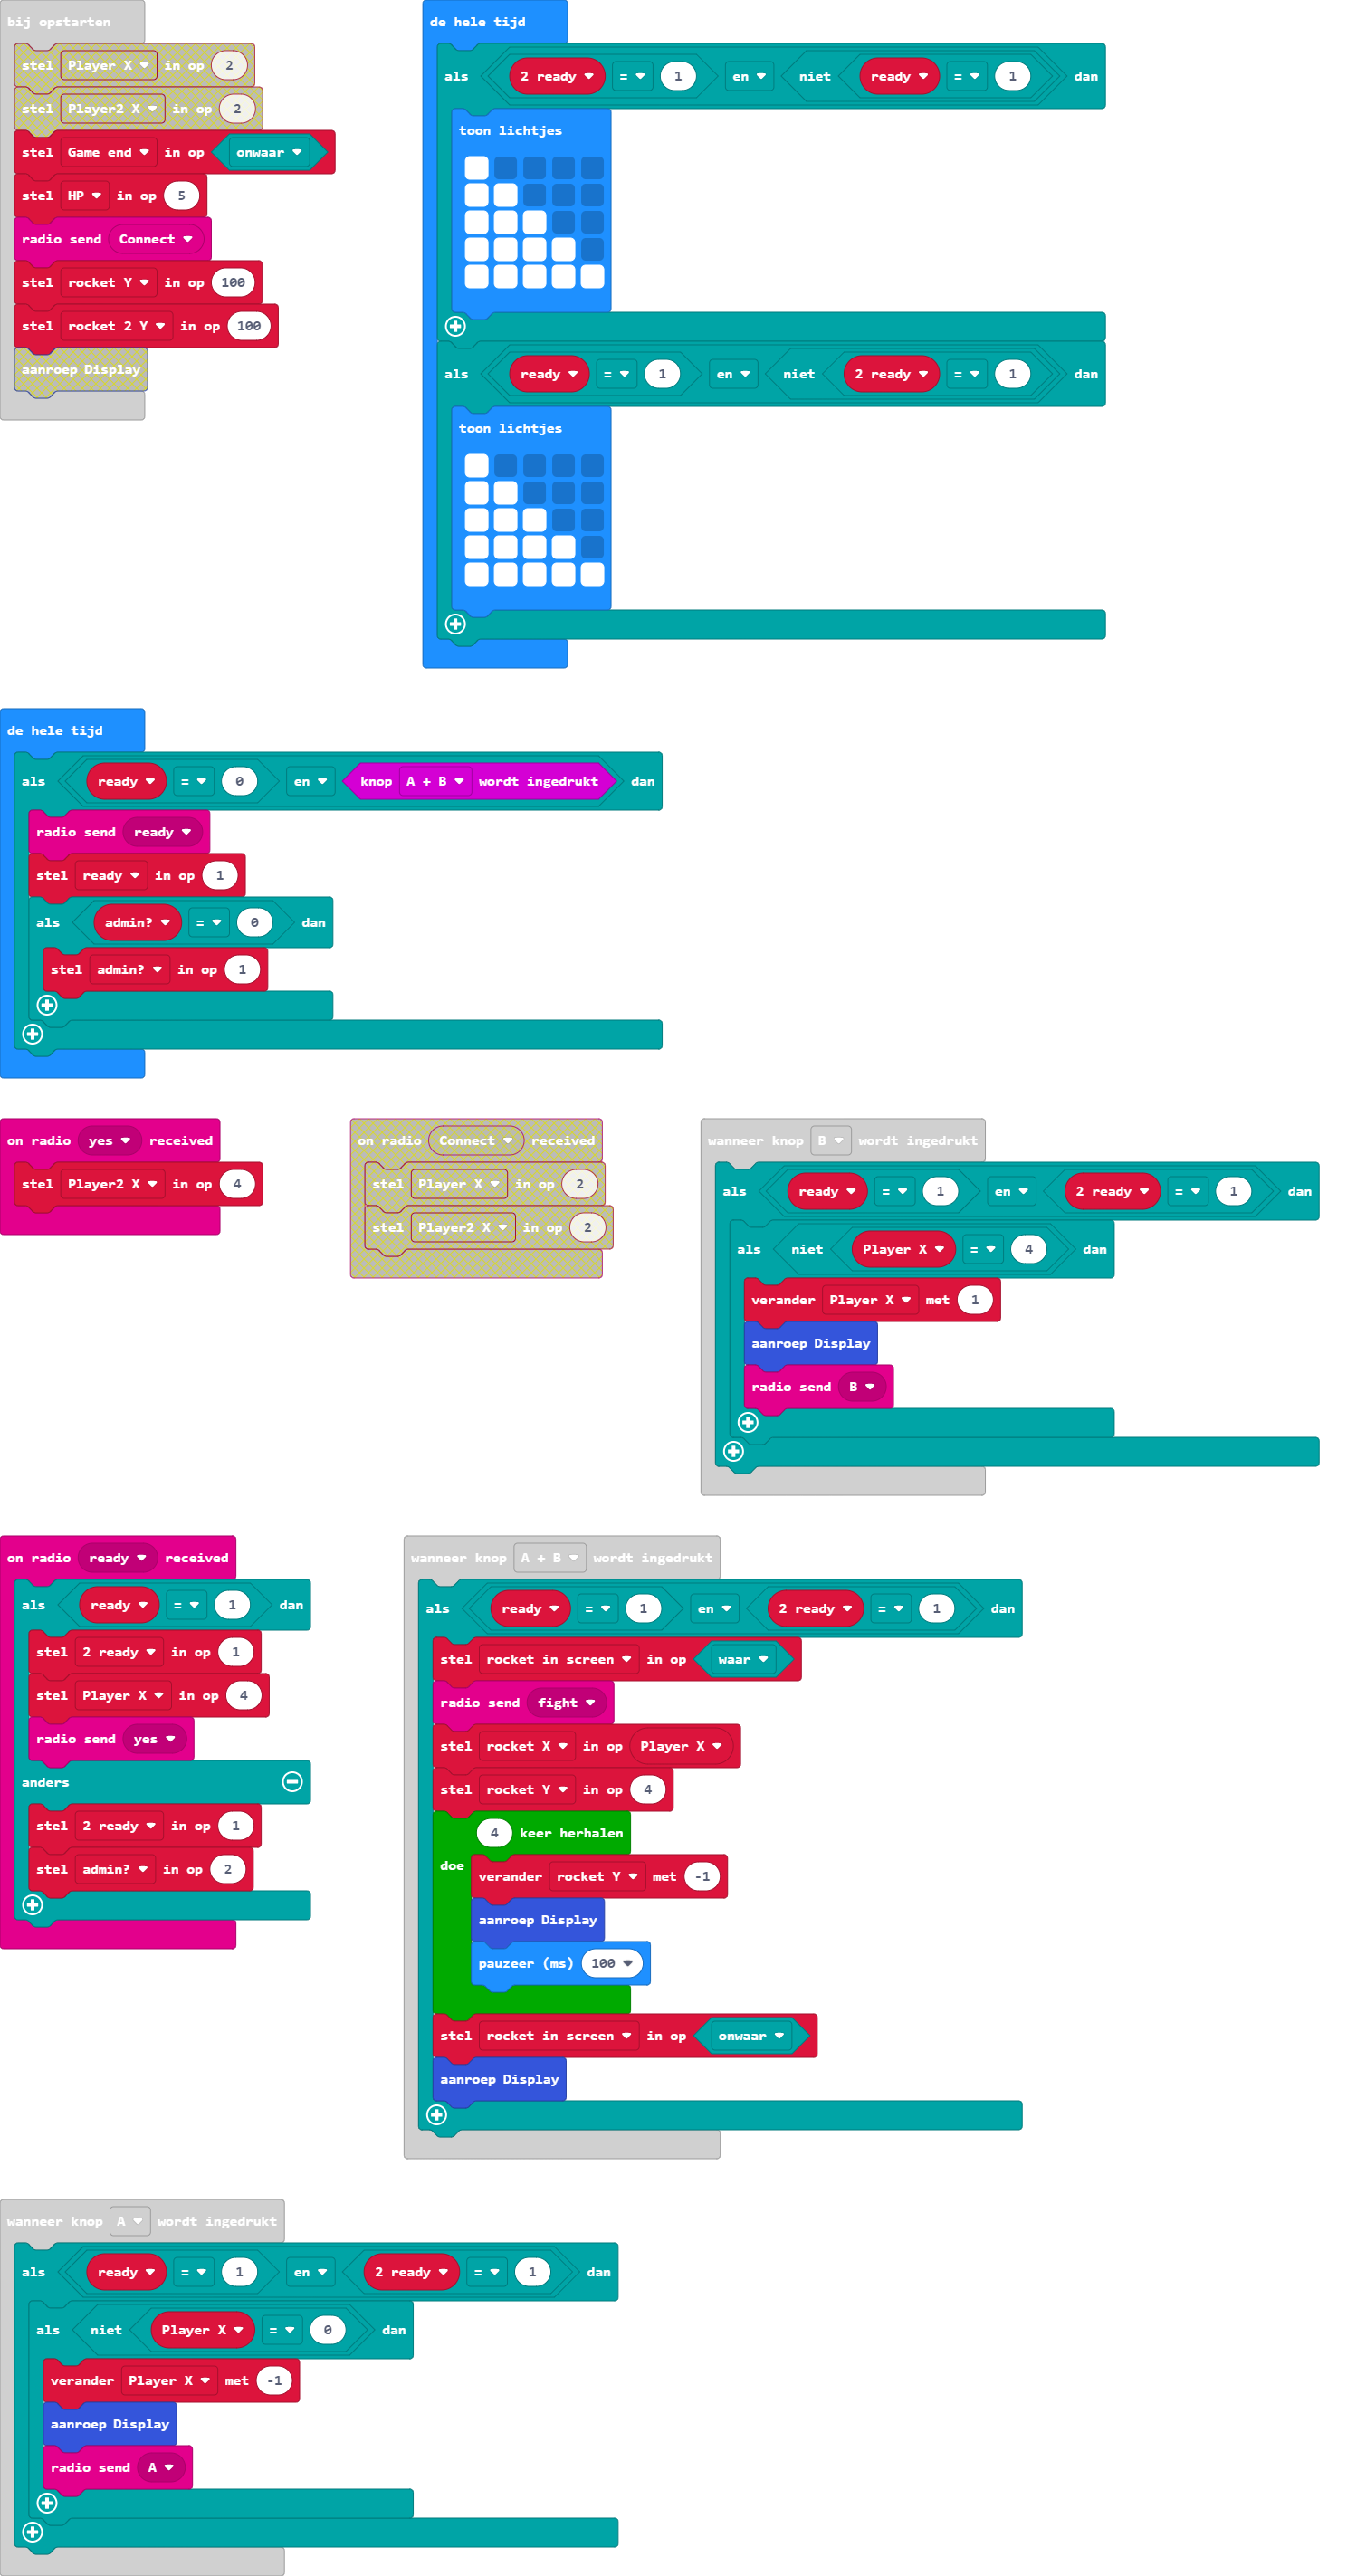 bij opstarten
stel Player X in op 2
stel Player2 X in op 2
stel Game end in op onwaar
stel HP in op 5
radio send Connect
stel rocket Y in op 100
stel rocket 2 Y in op 100
aanroep Display
de hele tijd
als 2 ready = 1 en niet ready = 1 dan
toon lichtjes
als ready = 1 en niet 2 ready = 1 dan
toon lichtjes
de hele tijd
als ready = 0 en knop A + B wordt ingedrukt dan
radio send ready
stel ready in op 1
als admin? = 0 dan
stel admin? in op 1
on radio yes received
stel Player2 X in op 4
on radio Connect received
stel Player X in op 2
stel Player2 X in op 2
wanneer knop B wordt ingedrukt
als ready = 1 en 2 ready = 1 dan
als niet Player X = 4 dan
verander Player X met 1
aanroep Display
radio send B
on radio ready received
als ready = 1 dan
stel 2 ready in op 1
stel Player X in op 4
radio send yes
anders
stel 2 ready in op 1
stel admin? in op 2
wanneer knop A + B wordt ingedrukt
als ready = 1 en 2 ready = 1 dan
stel rocket in screen in op waar
radio send fight
stel rocket X in op Player X
stel rocket Y in op 4
4 keer herhalen
doe
verander rocket Y met -1
aanroep Display
pauzeer (ms) 100
stel rocket in screen in op onwaar
aanroep Display
wanneer knop A wordt ingedrukt
als ready = 1 en 2 ready = 1 dan
als niet Player X = 0 dan
verander Player X met -1
aanroep Display
radio send A